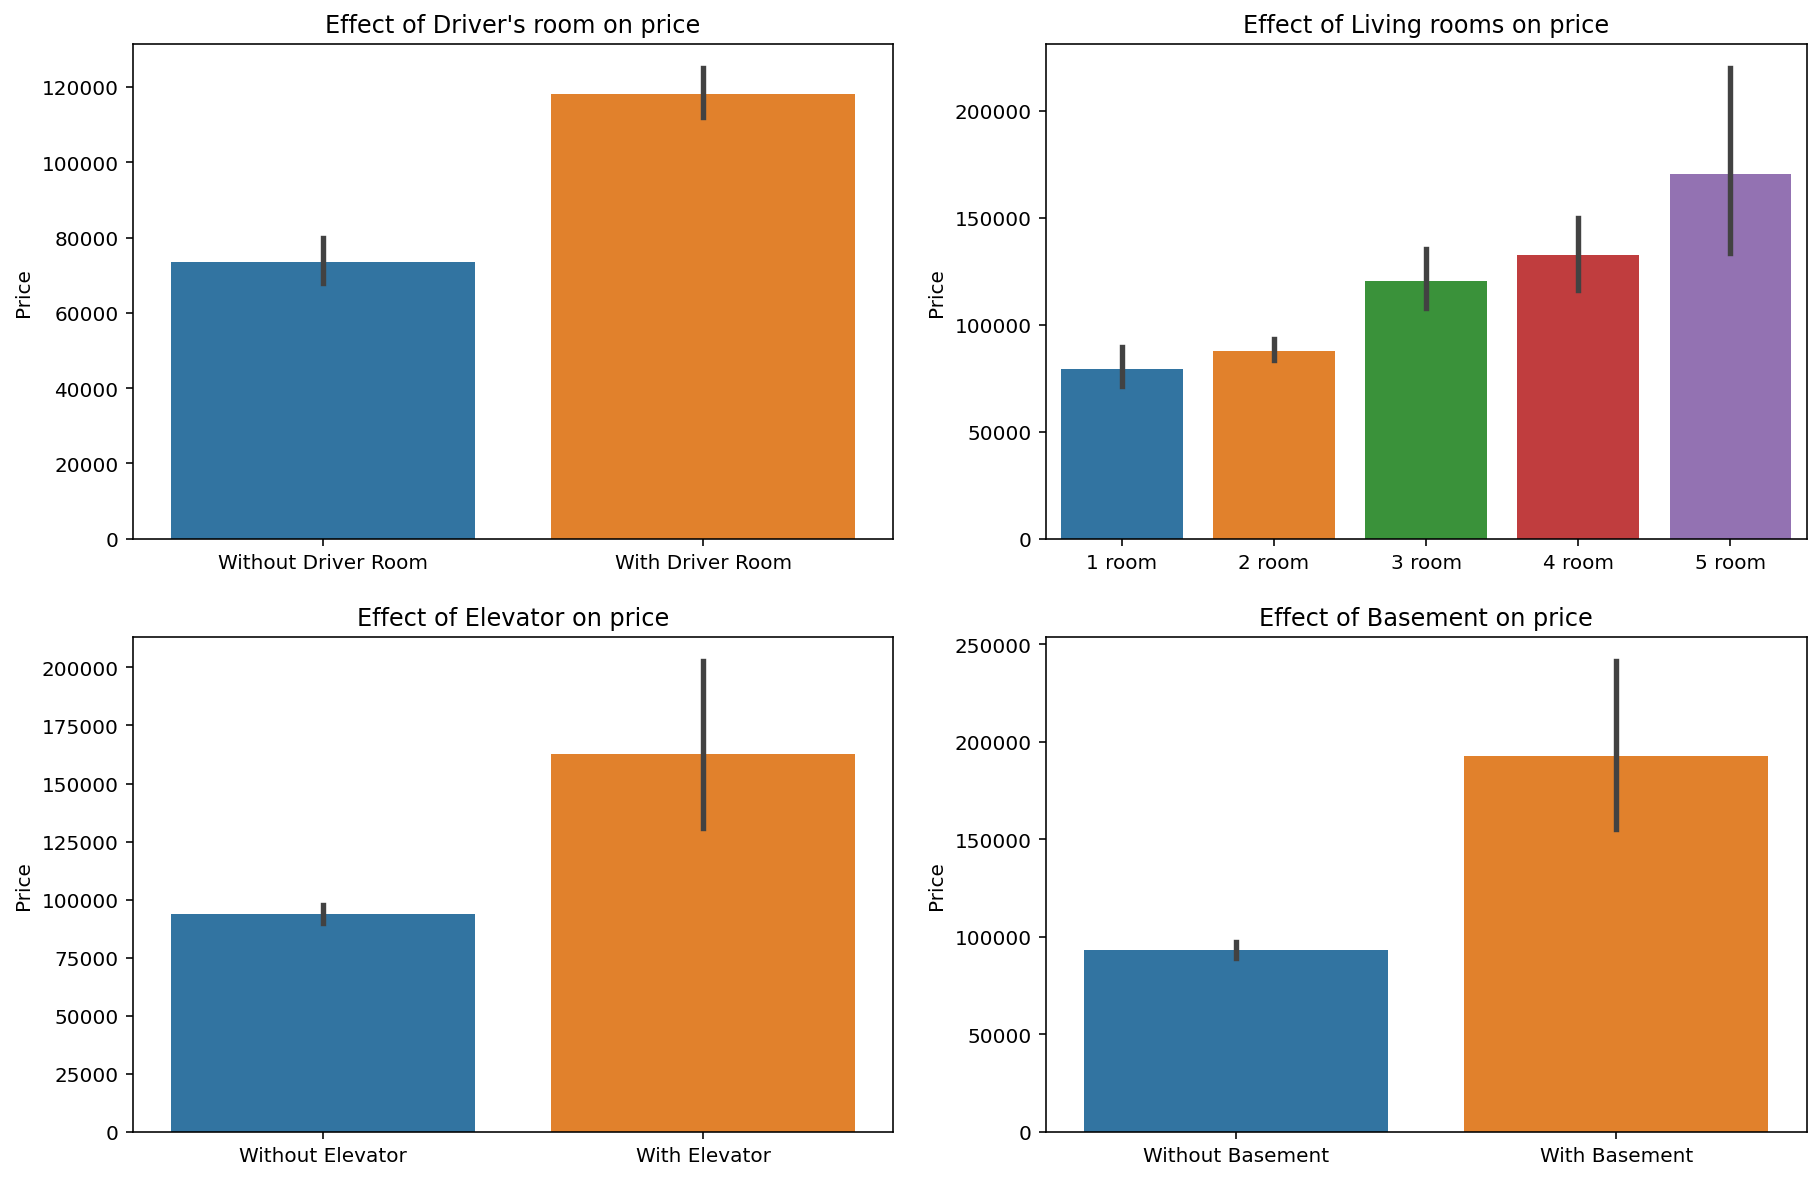 Effect of Driver's room on price
Price
120000
100000
80000
60000
40000
20000
0
Without Driver Room
With Driver Room
Effect of Living rooms on price
Price
200000
150000
100000
50000
0
1 room
2 room
3 room
4 room
5 room
Effect of Elevator on price
Price
200000
175000
150000
125000
100000
75000
50000
25000
0
Without Elevator
With Elevator
Effect of Basement on price
Price
250000
200000
150000
100000
50000
0
Without Basement
With Basement